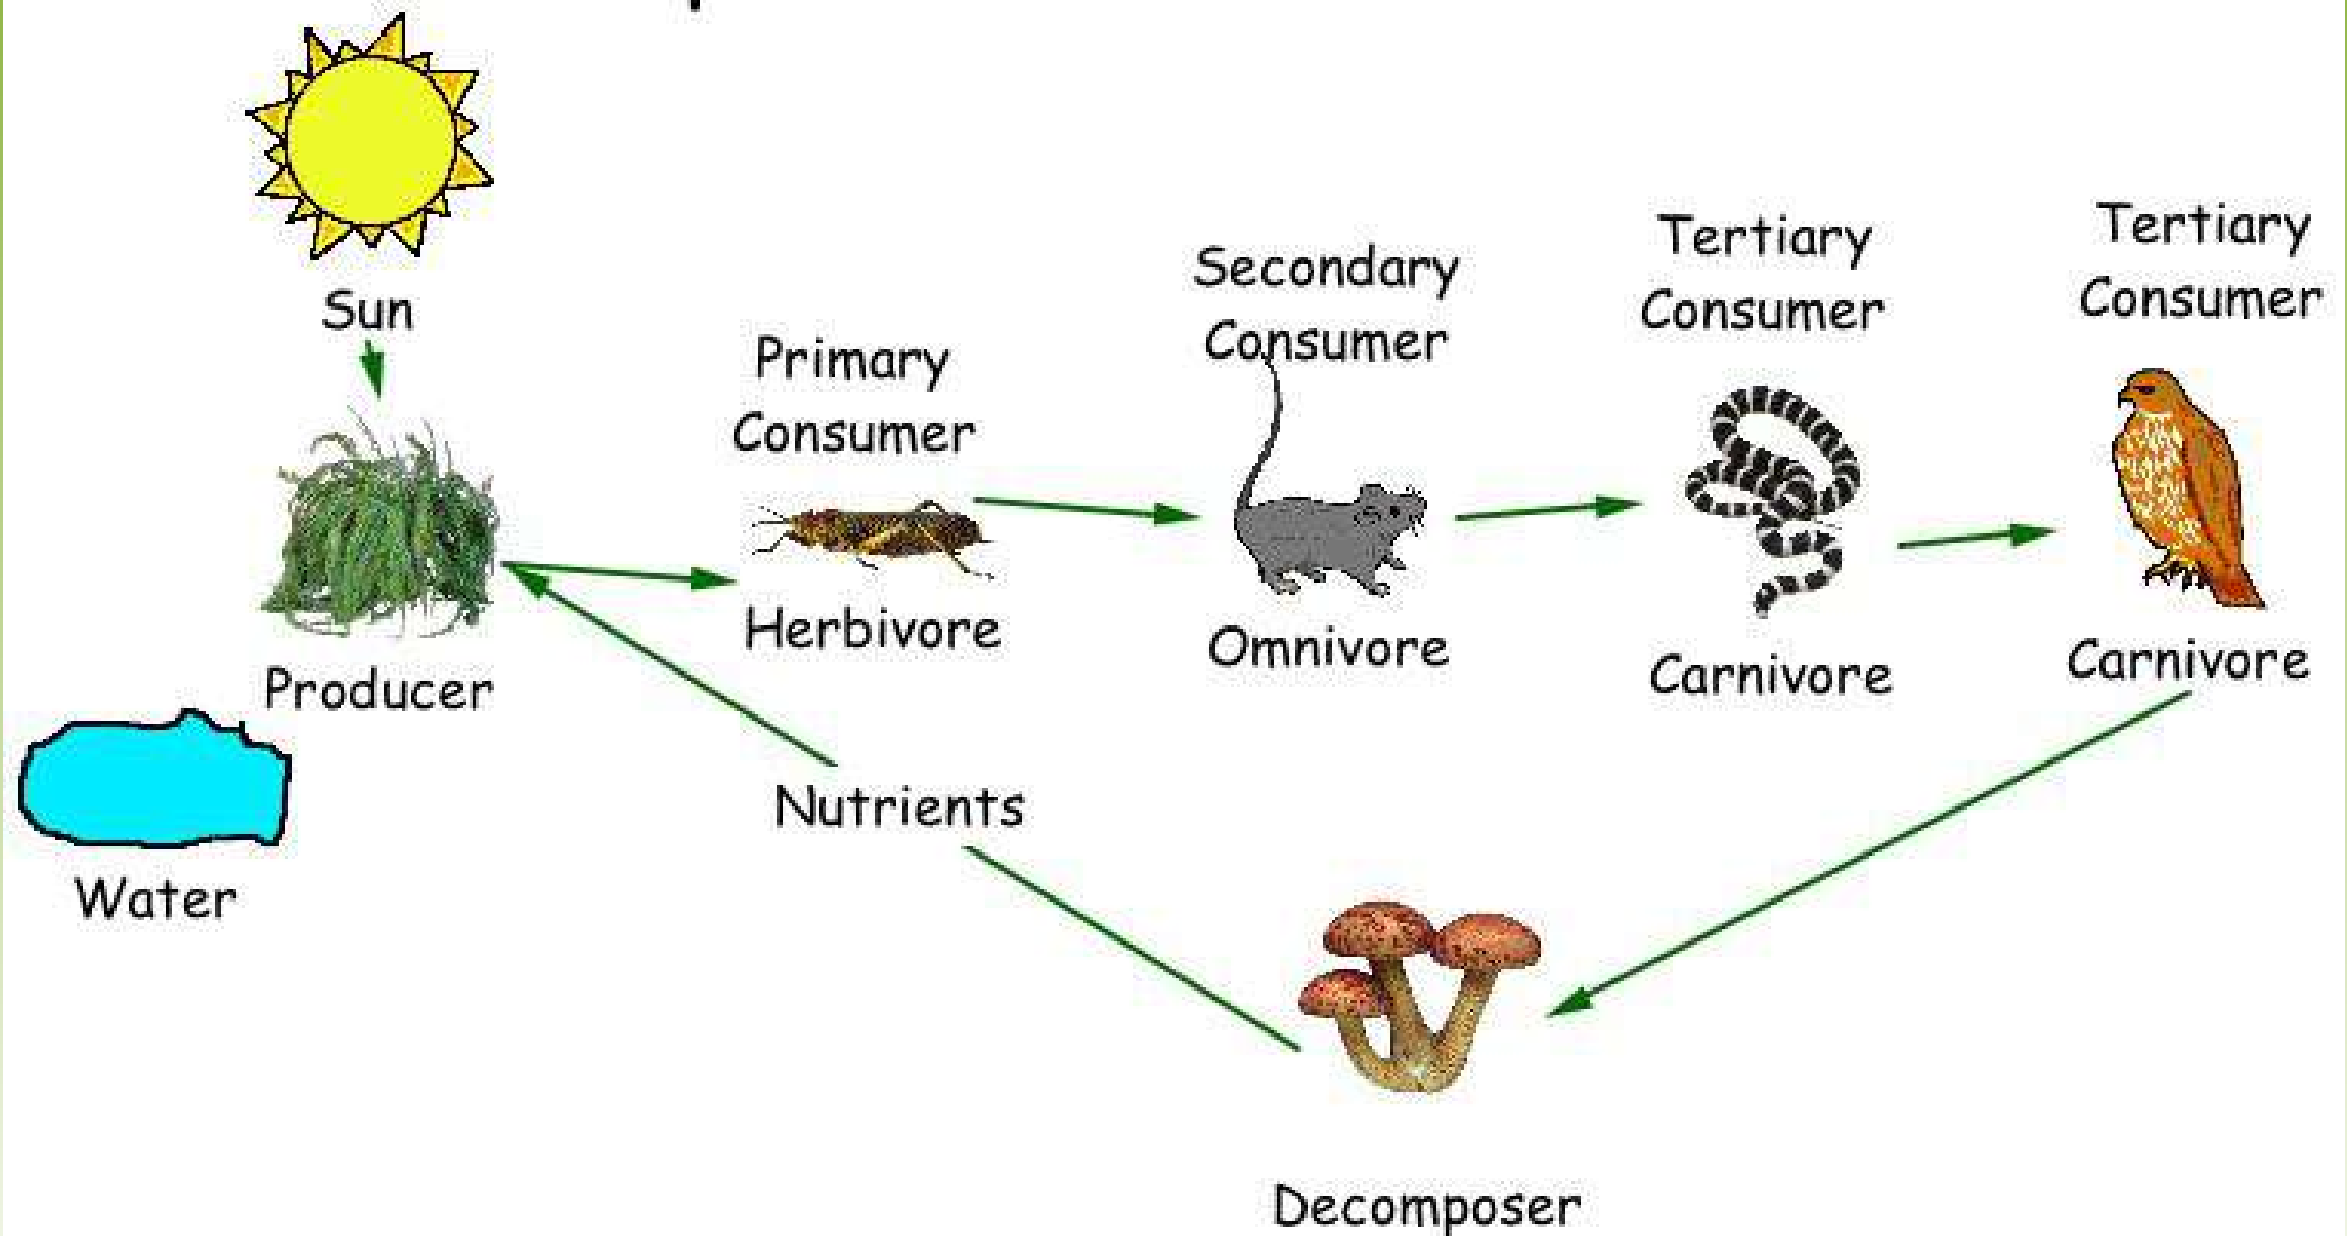 Sun
Producer
Water
Primary
Consumer
Herbivore
Secondary
Consumer
Omnivore
Tertiary
Consumer
Carnivore
Tertiary
Consumer
Carnivore
Nutrients
Decomposer